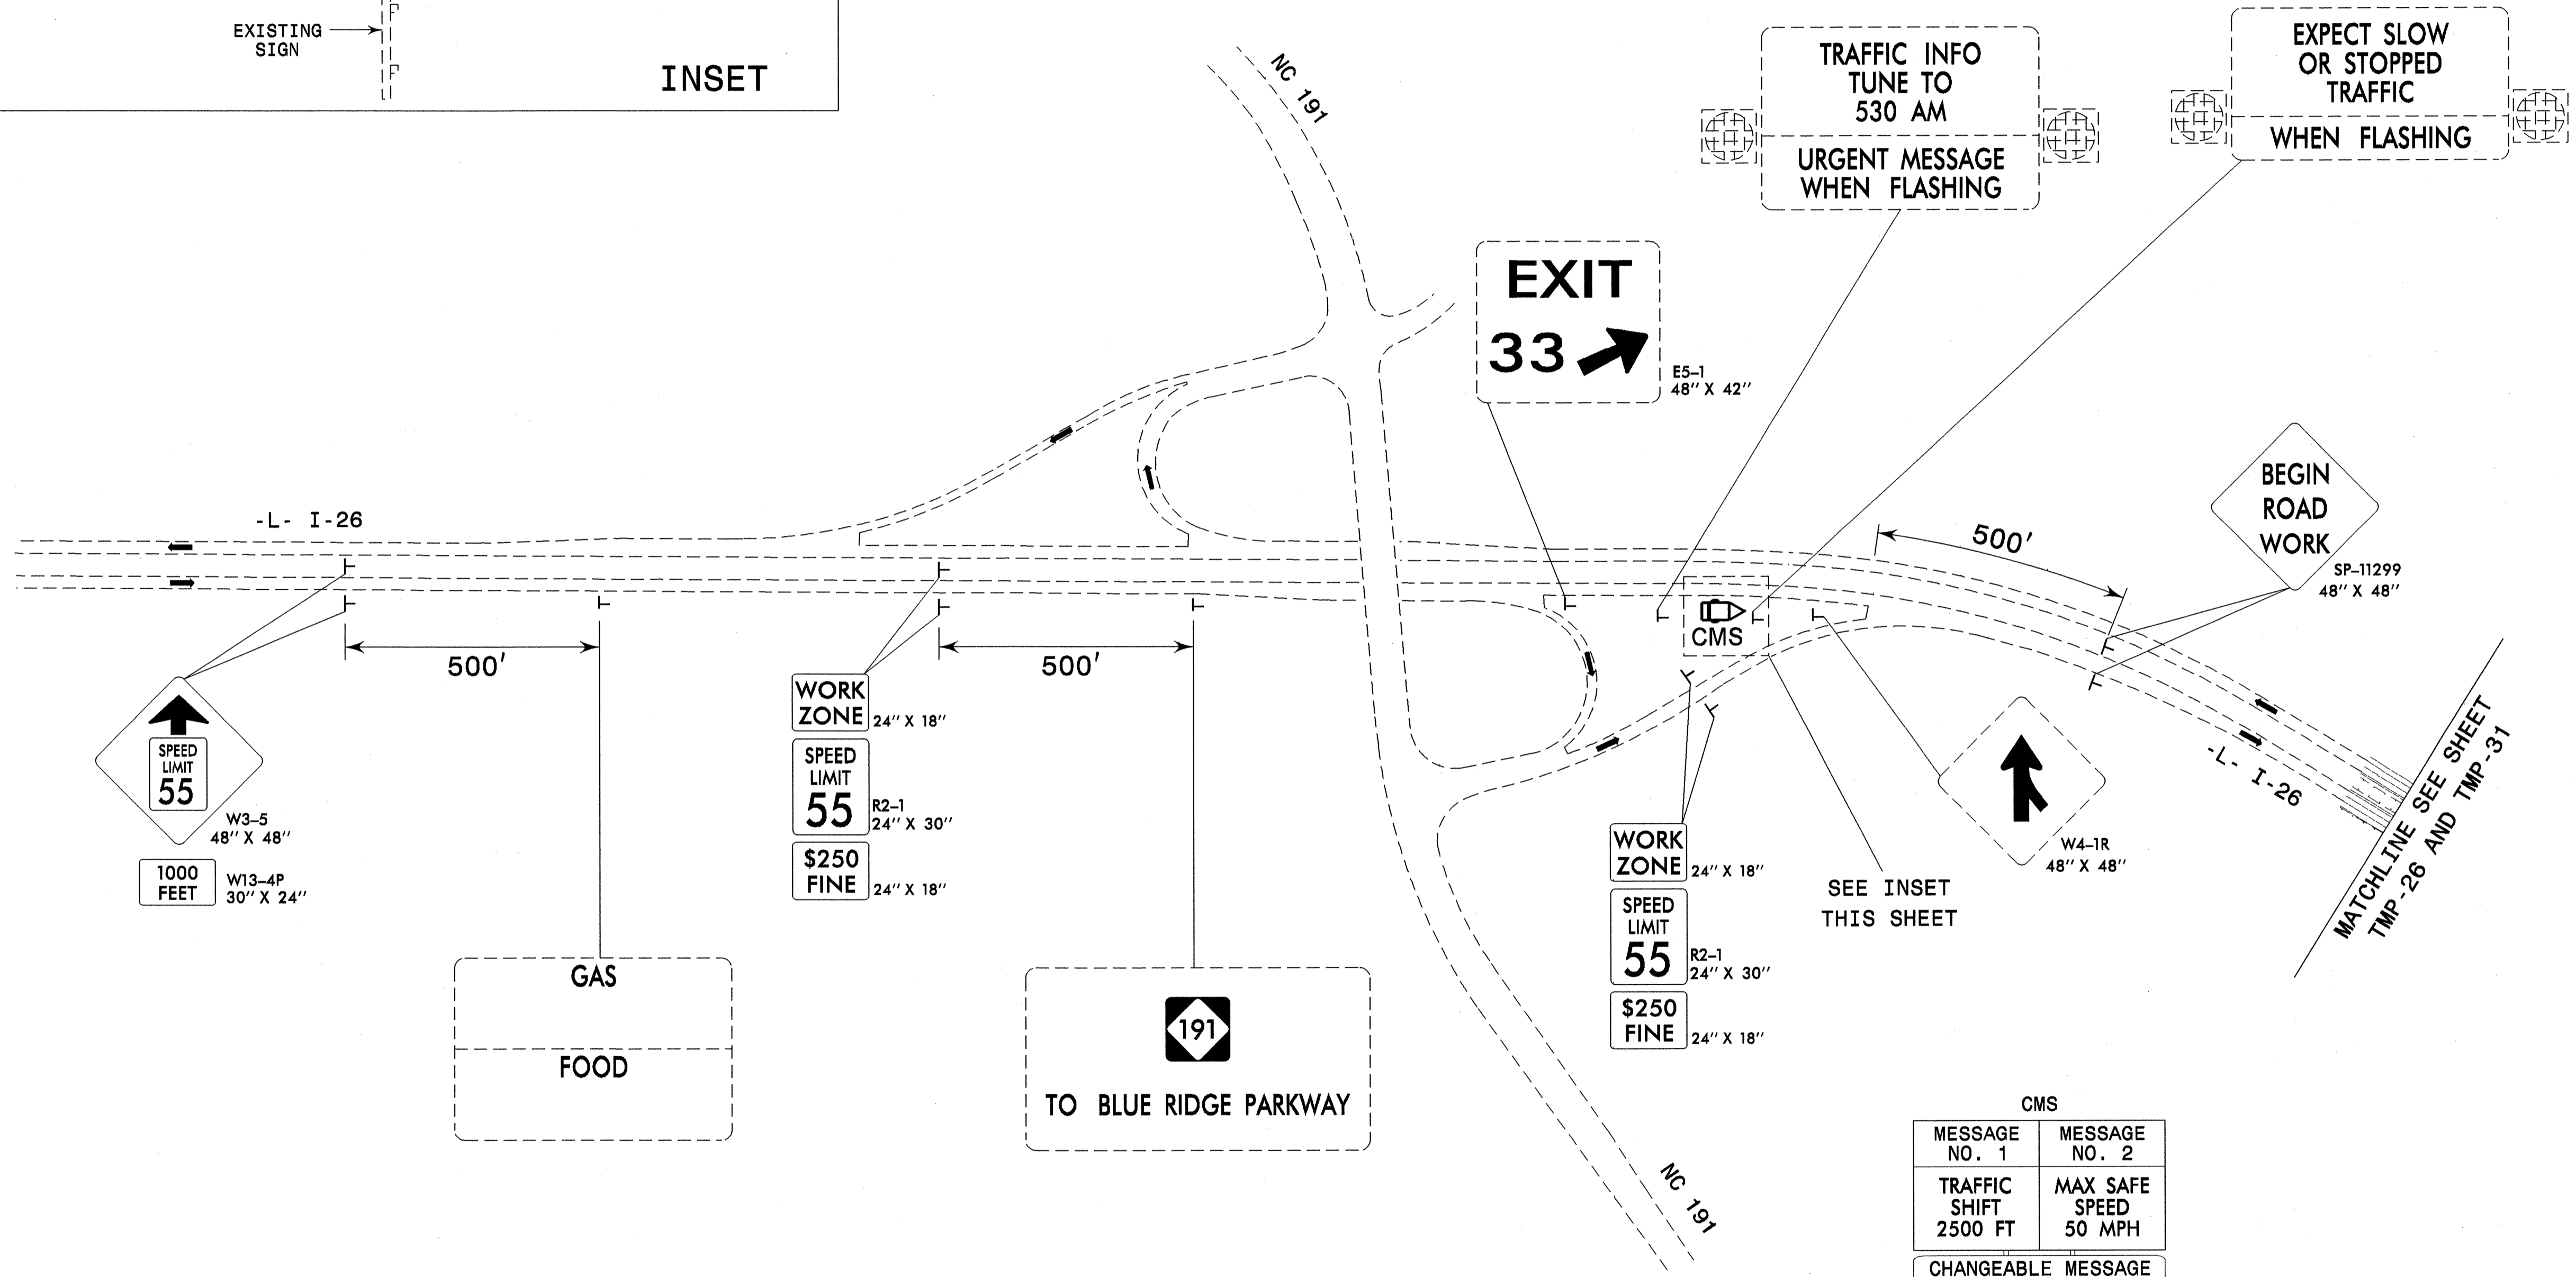 EXISTING
SIGN
INSET
NC 191
TRAFFIC INFO
TUNE TO
530 AM
URGENT MESSAGE
WHEN FLASHING
EXPECT SLOW
OR STOPPED
TRAFFIC
WHEN FLASHING
EXIT
33
E5-1
48" X 42"
BEGIN
ROAD
WORK
SP-11299
48" X 48"
500'
-L- I-26
500'
500'
CMS
SPEED
LIMIT
55
W3-5
48" X 48"
1000
FEET
W13-4P
30" X 24"
WORK
ZONE
24" X 18"
SPEED
LIMIT
55
R2-1
24" X 30"
$250
FINE
24" X 18"
GAS
FOOD
191
TO BLUE RIDGE PARKWAY
WORK
ZONE
24" X 18"
SPEED
LIMIT
55
R2-1
24" X 30"
$250
FINE
24" X 18"
SEE INSET
THIS SHEET
W4-1R
48" X 48"
-L- I-26
MATCHLINE SEE SHEET
TMP-26 AND TMP-31
NC 191
CMS
MESSAGE
NO. 1
MESSAGE
NO. 2
TRAFFIC
SHIFT
2500 FT
MAX SAFE
SPEED
50 MPH
CHANGEABLE MESSAGE